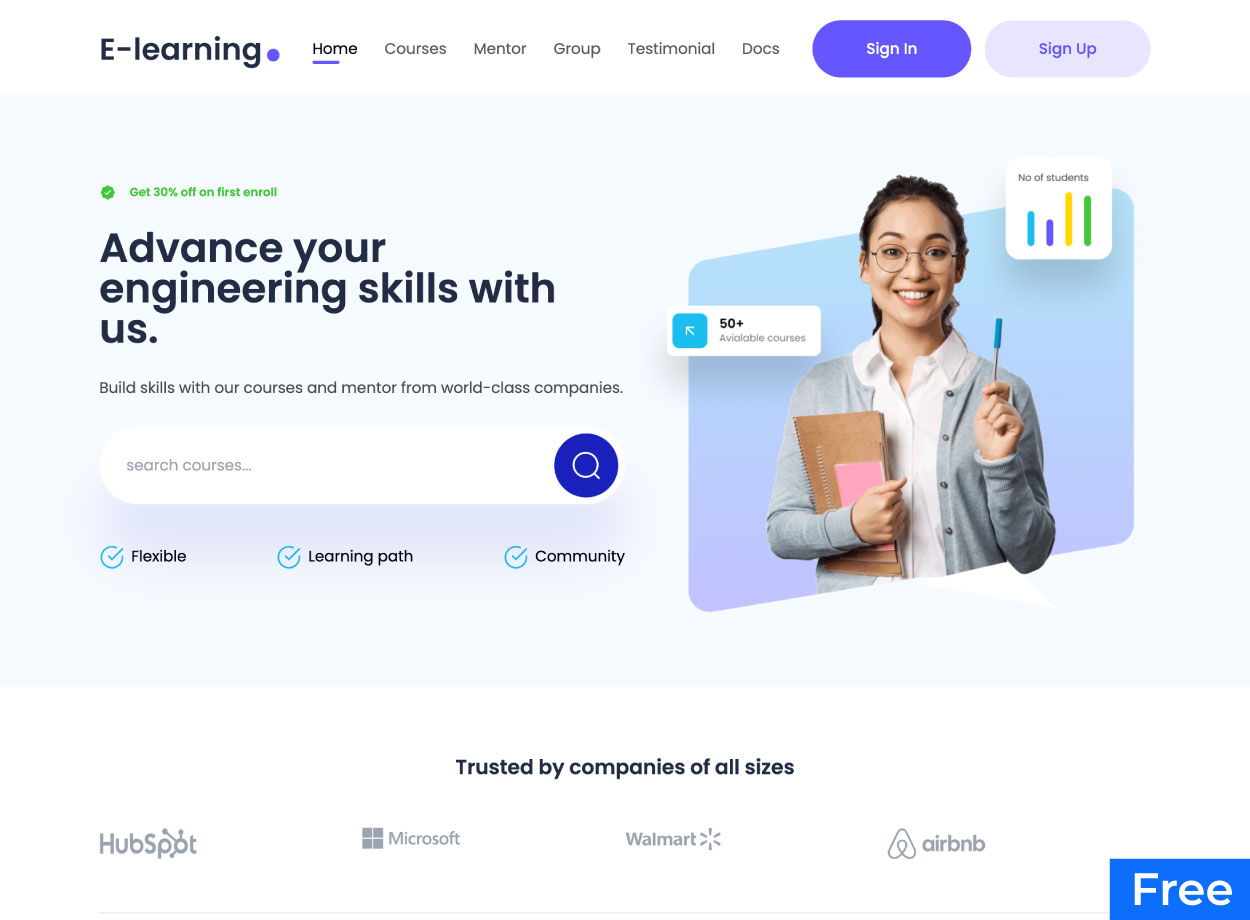 E-learning
Home Courses Mentor Group Testimonial Docs Sign In Sign Up
Get 30% off on first enroll
Advance your
engineering skills with
us.
Build skills with our courses and mentor from world-class companies.
search courses...
Flexible Learning path Community
No of students
50+
Avialable courses
Trusted by companies of all sizes
HubSpot Microsoft Walmart airbnb
Free